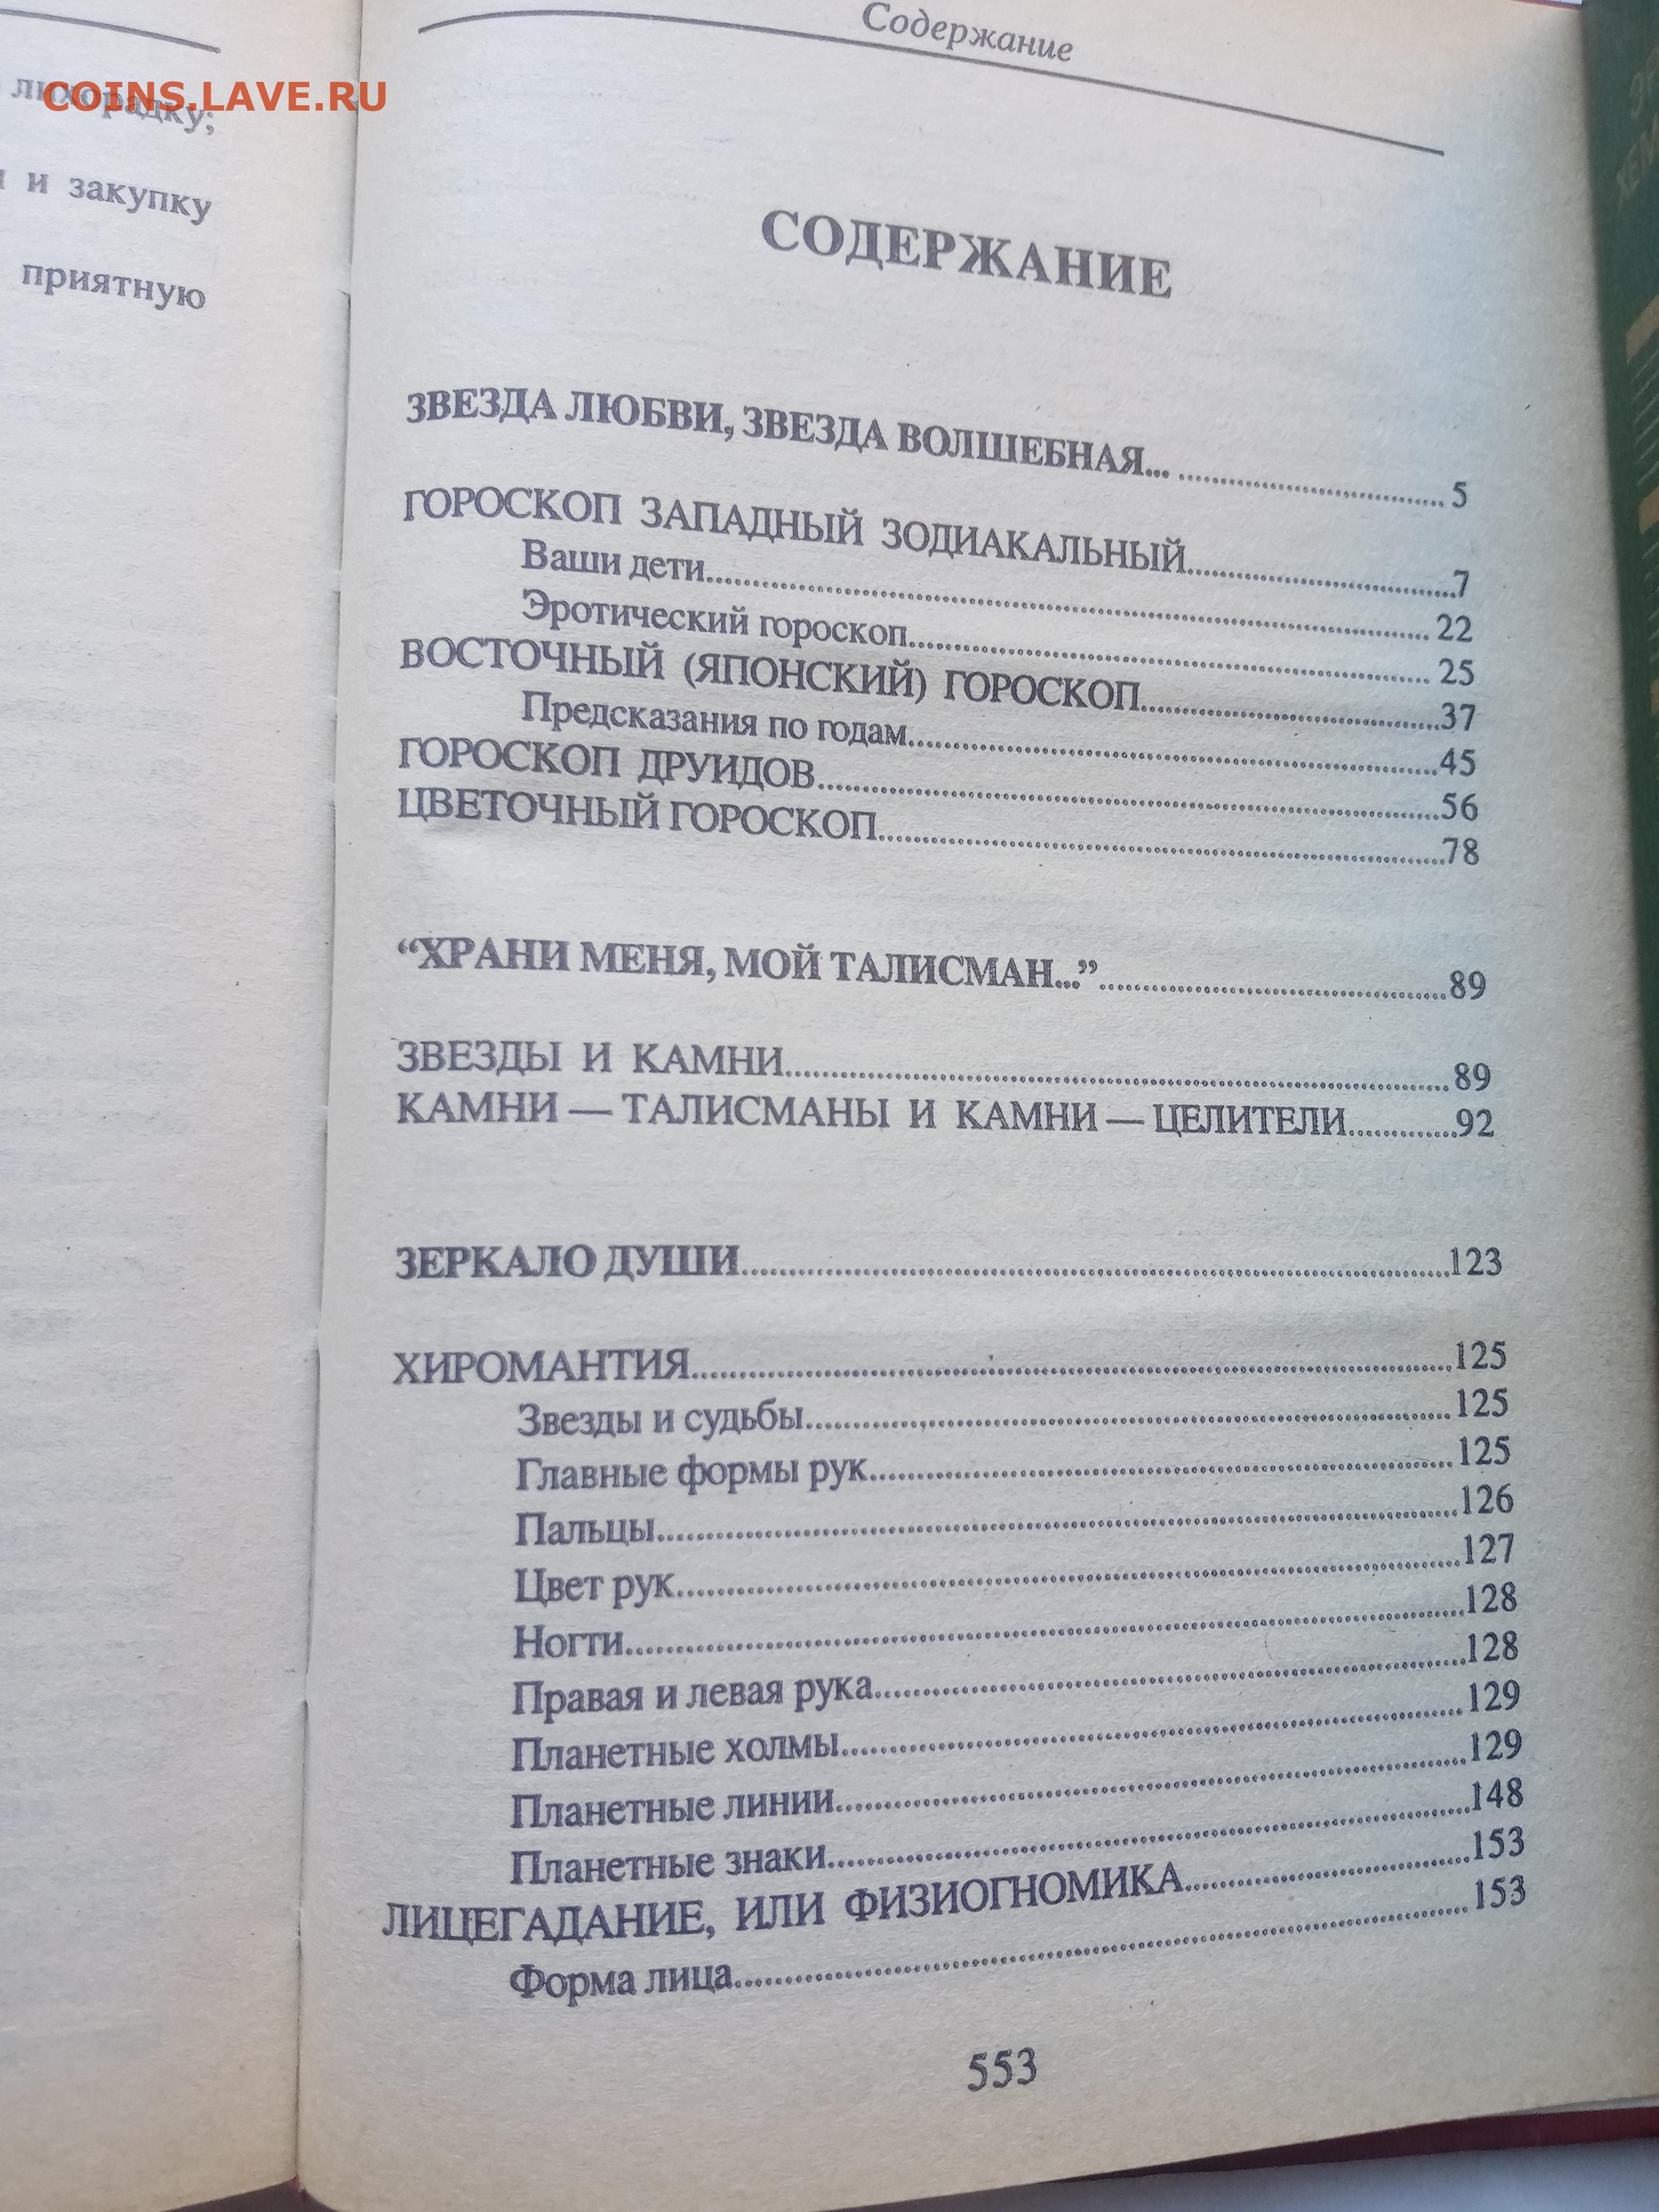 COINS.LAVE.RU
лихорадку;
и закупку
приятную
Содержание
СОДЕРЖАНИЕ
ЗВЕЗДА ЛЮБВИ, ЗВЕЗДА ВОЛШЕБНАЯ... 5
ГОРОСКОП ЗАПАДНЫЙ ЗОДИАКАЛЬНЫЙ 7
Ваши дети 22
Эротический гороскоп 25
ВОСТОЧНЫЙ (ЯПОНСКИЙ) ГОРОСКОП 37
Предсказания по годам 45
ГОРОСКОП ДРУИДОВ 56
ЦВЕТОЧНЫЙ ГОРОСКОП 78
“ХРАНИ МЕНЯ, МОЙ ТАЛИСМАН...” 89
ЗВЕЗДЫ И КАМНИ 89
КАМНИ — ТАЛИСМАНЫ И КАМНИ — ЦЕЛИТЕЛИ 92
ЗЕРКАЛО ДУШИ 123
ХИРОМАНТИЯ 125
Звезды и судьбы 125
Главные формы рук 125
Пальцы 126
Цвет рук 127
Ногти 128
Правая и левая рука 128
Планетные холмы 129
Планетные линии 129
Планетные знаки 148
ЛИЦЕГАДАНИЕ, ИЛИ ФИЗИОГНОМИКА 153
Форма лица 153
553